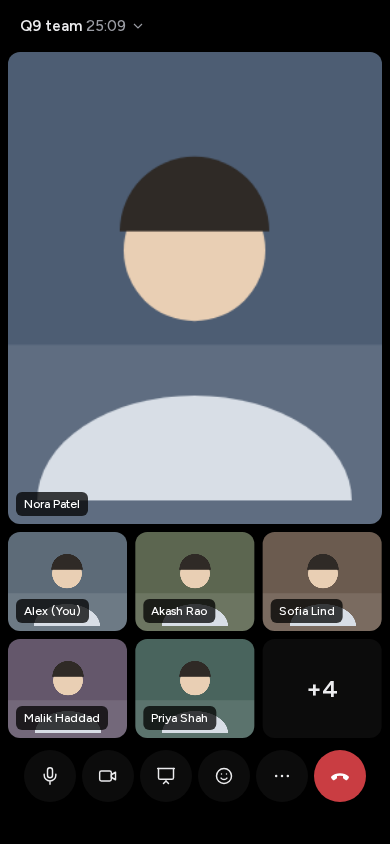 Q9 team 25:09
Nora Patel
Alex (You)
Akash Rao
Sofia Lind
Malik Haddad
Priya Shah
+4